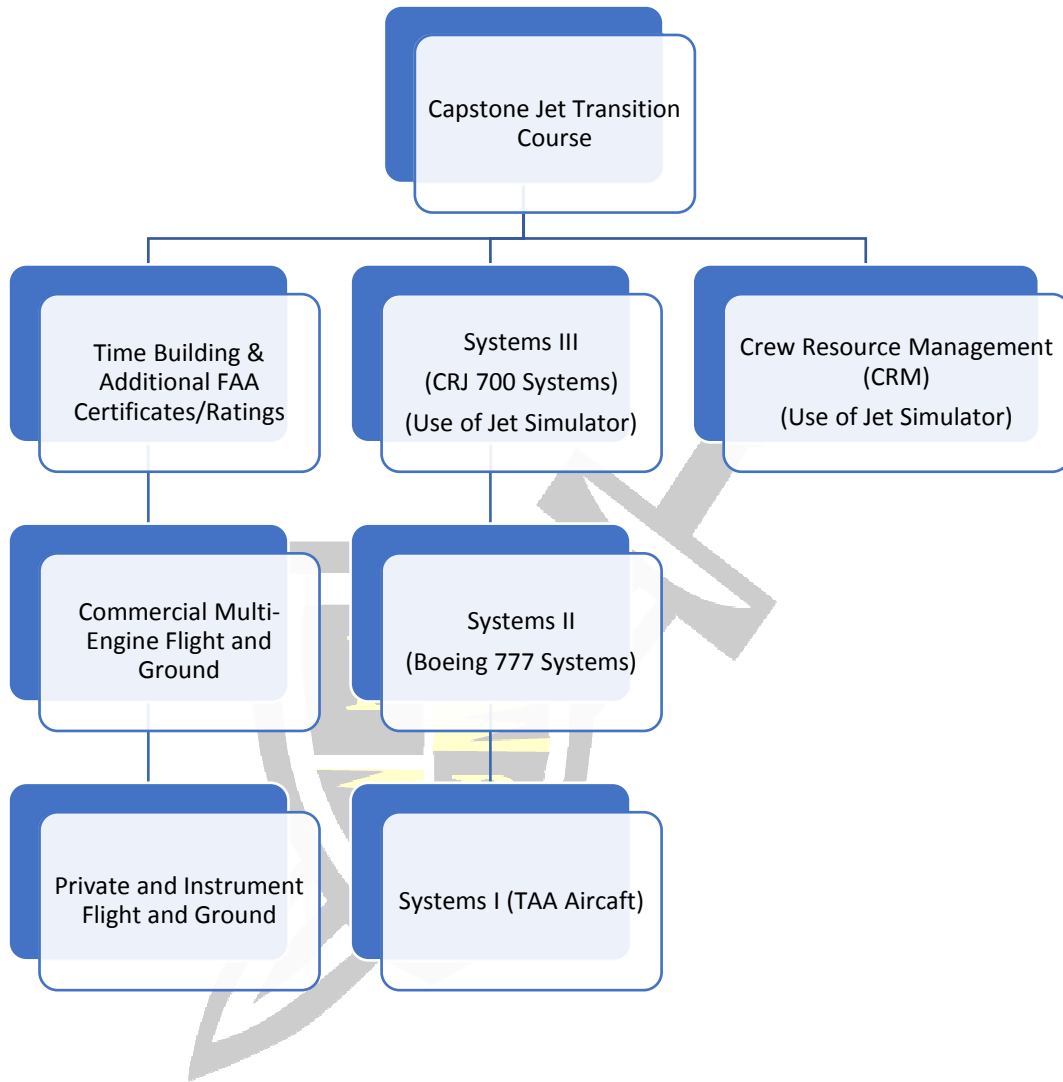 Capstone Jet Transition
Course
Time Building &
Additional FAA
Certificates/Ratings
Systems III
(CRJ 700 Systems)
(Use of Jet Simulator)
Crew Resource Management
(CRM)
(Use of Jet Simulator)
Commercial Multi-
Engine Flight and
Ground
Systems II
(Boeing 777 Systems)
Private and Instrument
Flight and Ground
Systems I (TAA Aircaft)